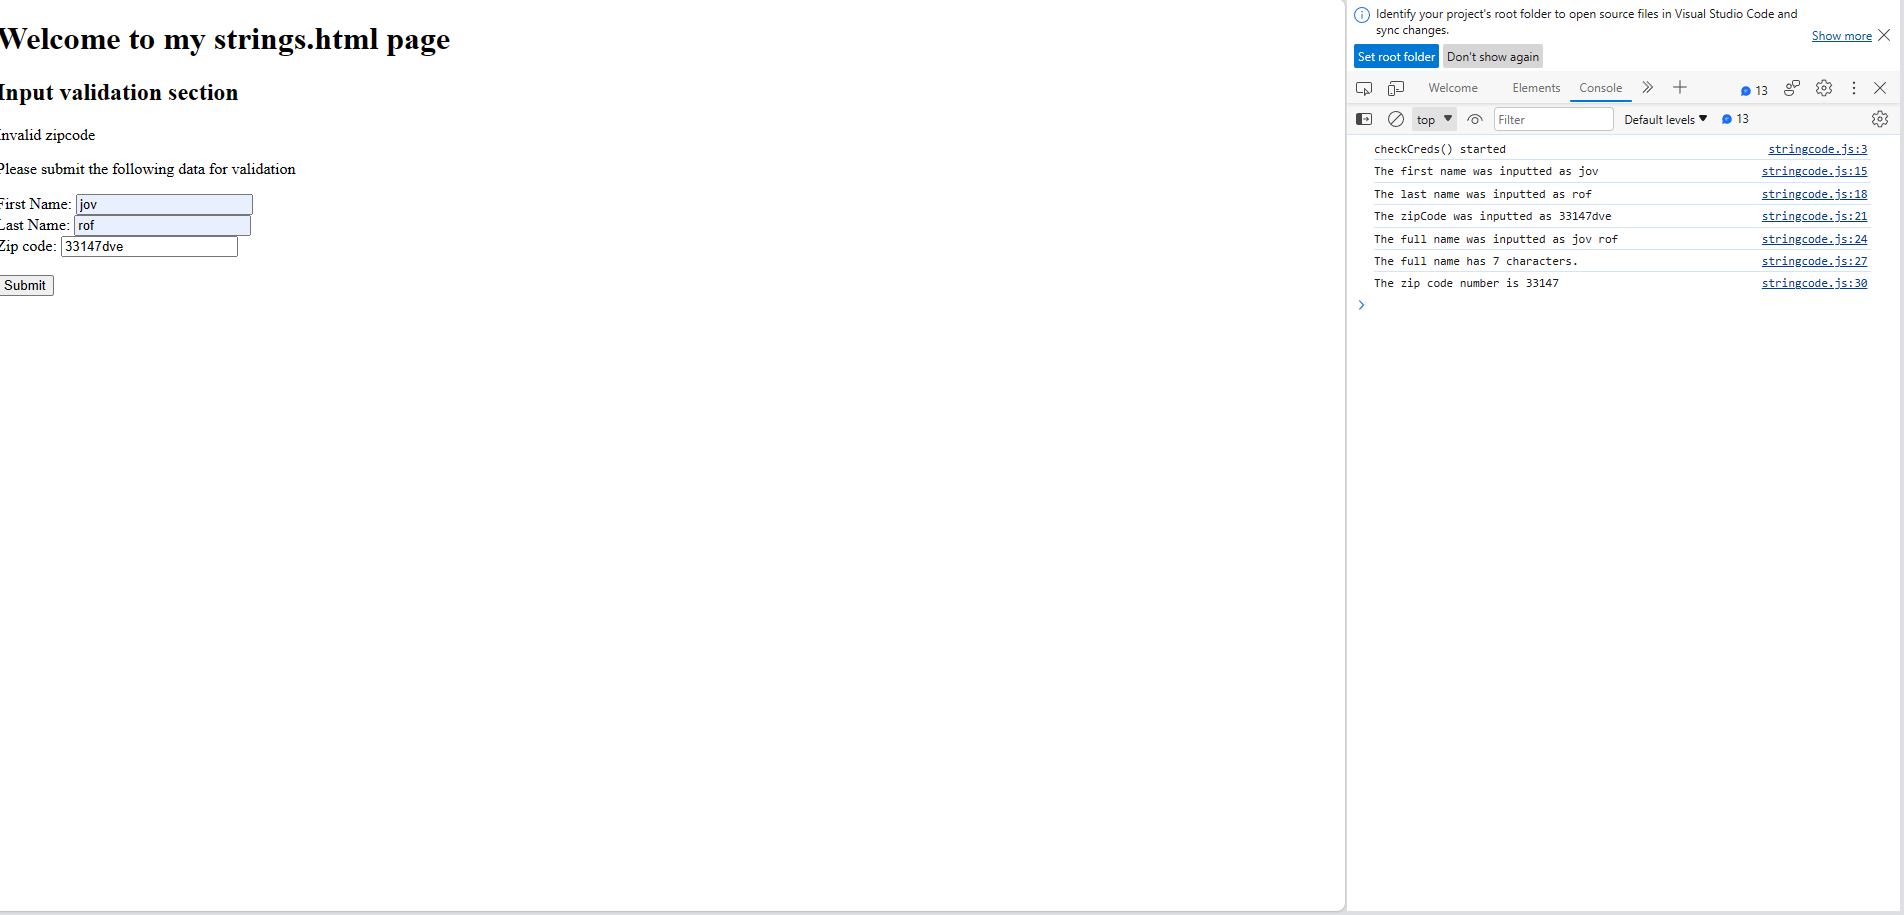 Welcome to my strings.html page
Input validation section
Invalid zipcode
Please submit the following data for validation
First Name: jov
Last Name: rof
Zip code: 33147dve
Submit
Identify your project's root folder to open source files in Visual Studio Code and
sync changes.
Show more
Set root folder Don't show again
Welcome Elements Console 13
top Filter Default levels 13
checkCreds() started stringcode.js:3
The first name was inputted as jov stringcode.js:15
The last name was inputted as rof stringcode.js:18
The zipCode was inputted as 33147dve stringcode.js:21
The full name was inputted as jov rof stringcode.js:24
The full name has 7 characters. stringcode.js:27
The zip code number is 33147 stringcode.js:30